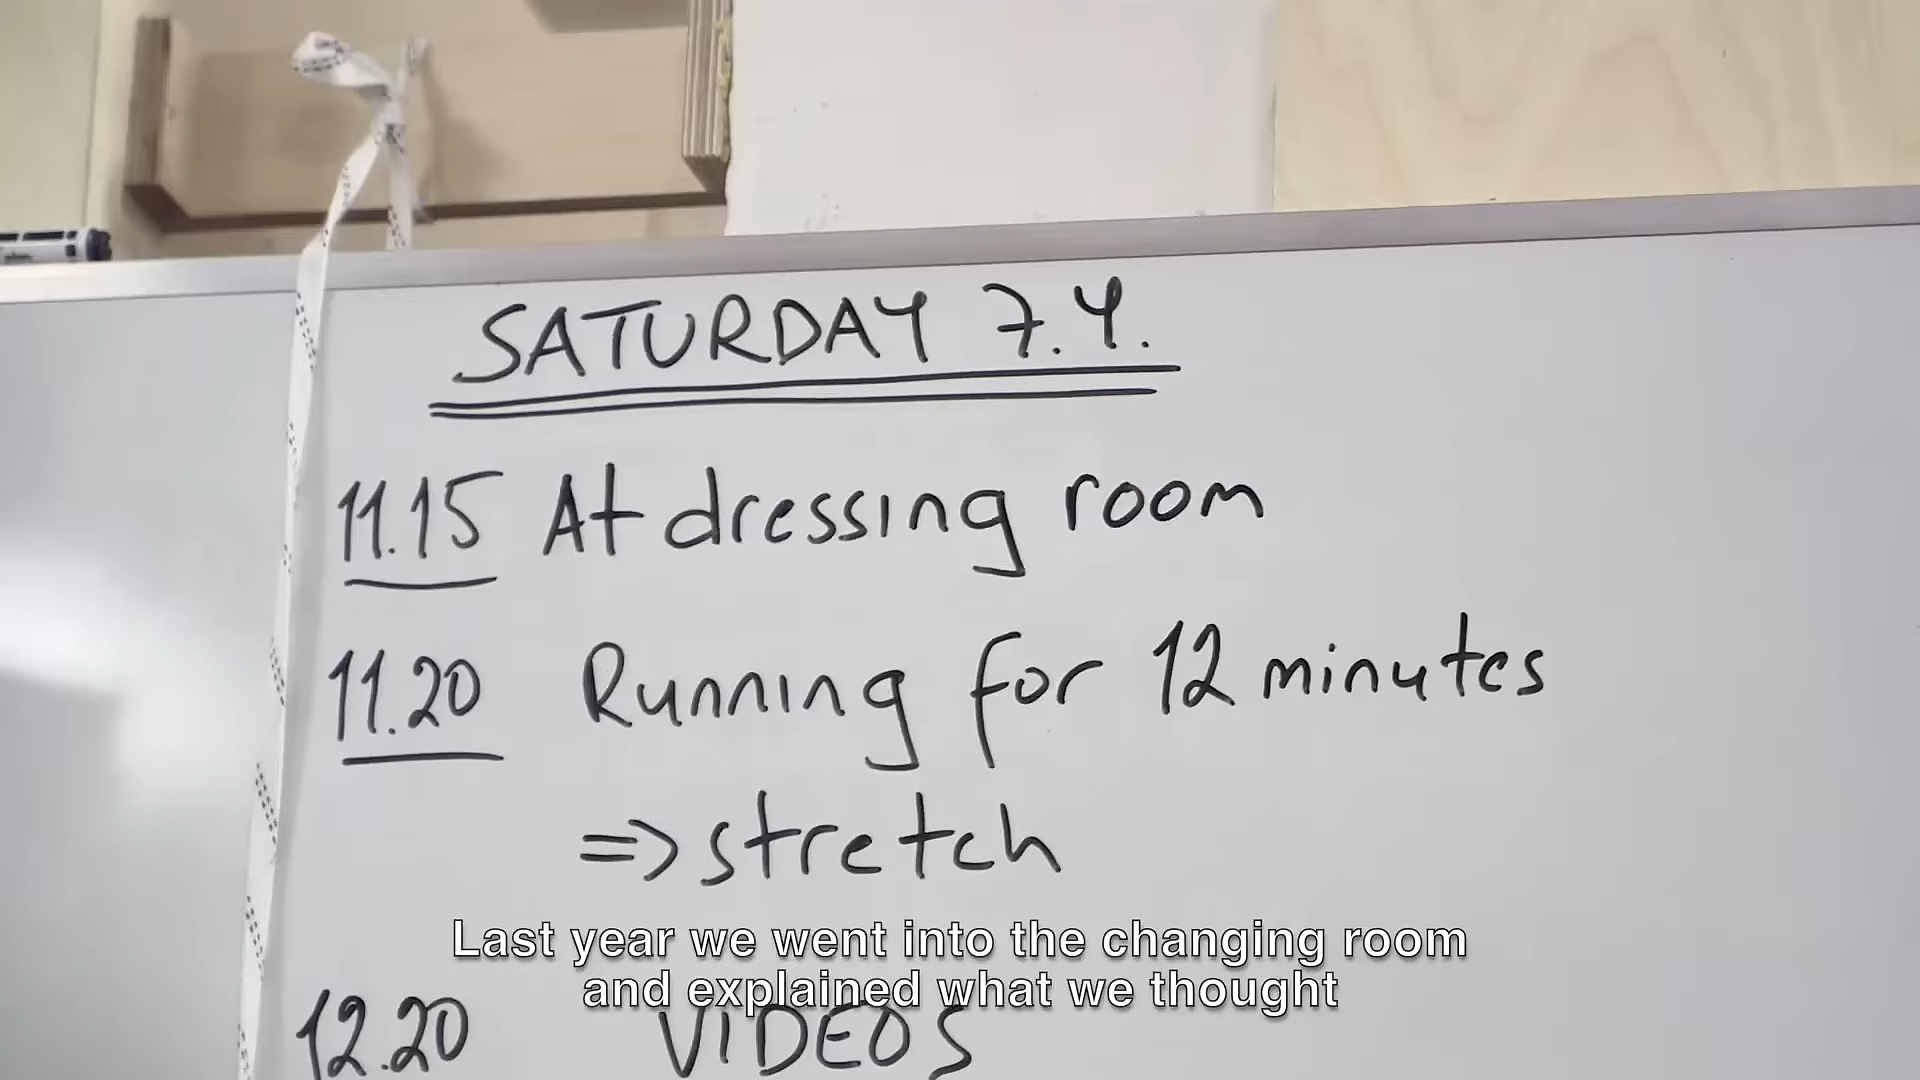 SATURDAY 7.4.
11.15 At dressing room
11.20 Running for 12 minutes
=> stretch
Last year we went into the changing room
and explained what we thought
12.20 VIDEOS